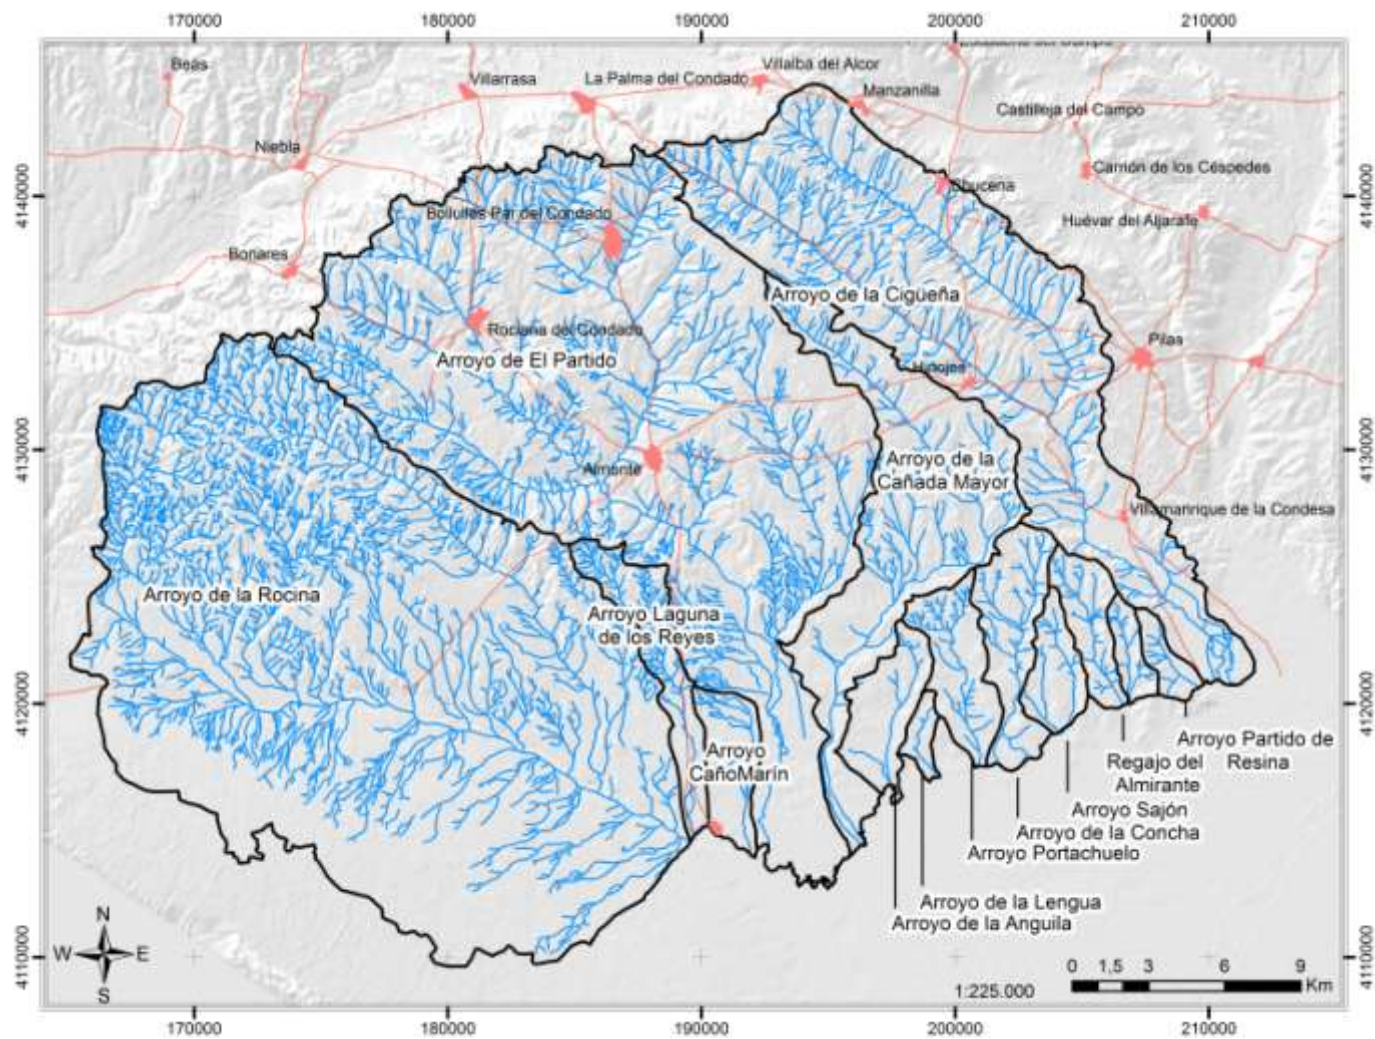 170000
180000
190000
200000
210000
Beas
Villarrasa
La Palma del Condado
Villalba del Alcor
Manzanilla
Castilleja del Campo
Niebla
Carrión de los Céspedes
4140000
Chucena
4140000
Bollullos Par del Condado
Huévar del Aljarafe
Bonares
Arroyo de la Cigüeña
Rociana del Condado
Pilas
Arroyo de El Partido
Hinojos
4130000
4130000
Almonte
Arroyo de la
Cañada Mayor
Villamanrique de la Condesa
Arroyo de la Rocina
Arroyo Laguna
de los Reyes
4120000
4120000
Arroyo
CañoMarín
Arroyo Partido de
Resina
Regajo del
Almirante
Arroyo Sajón
Arroyo de la Concha
Arroyo Portachuelo
Arroyo de la Lengua
Arroyo de la Anguila
N
W
E
S
4110000
4110000
0 1,5 3 6 9
Km
1:225.000
170000
180000
190000
200000
210000